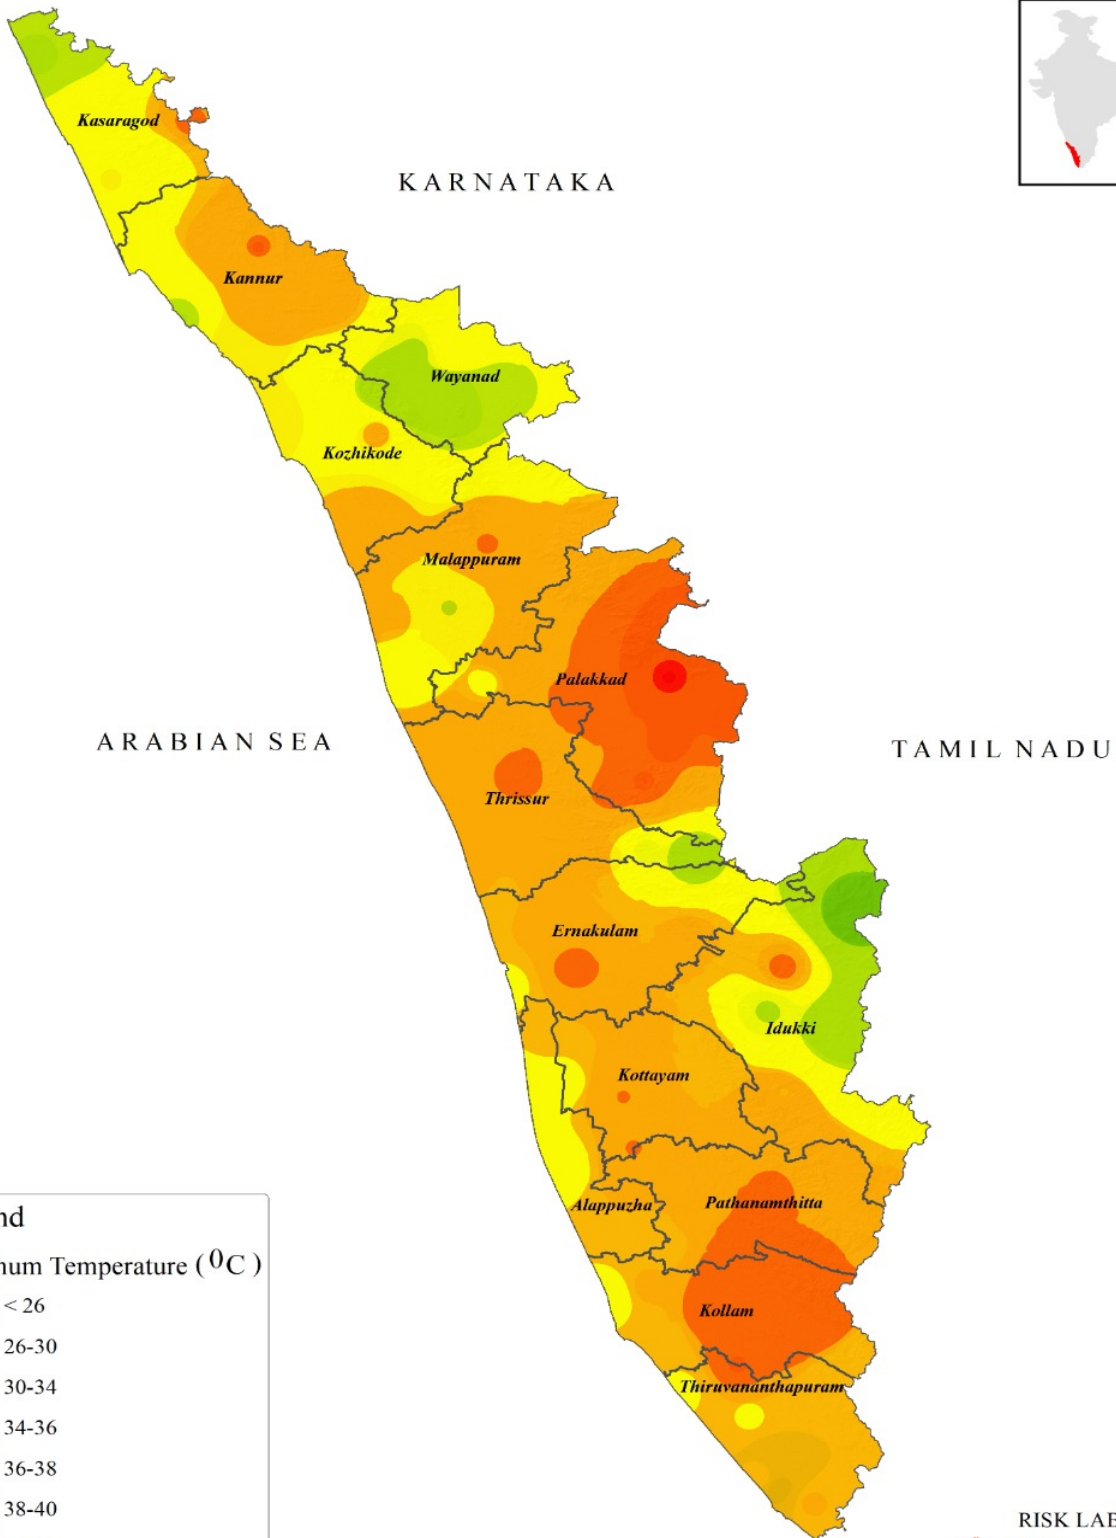 KARNATAKA
Kasaragod
Kannur
Wayanad
Kozhikode
Malappuram
Palakkad
ARABIAN SEA
TAMIL NADU
Thrissur
Ernakulam
Idukki
Kottayam
Alappuzha
Pathanamthitta
Kollam
Thiruvananthapuram
nd
num Temperature (⁰C)
< 26
26-30
30-34
34-36
36-38
38-40
RISK LAB